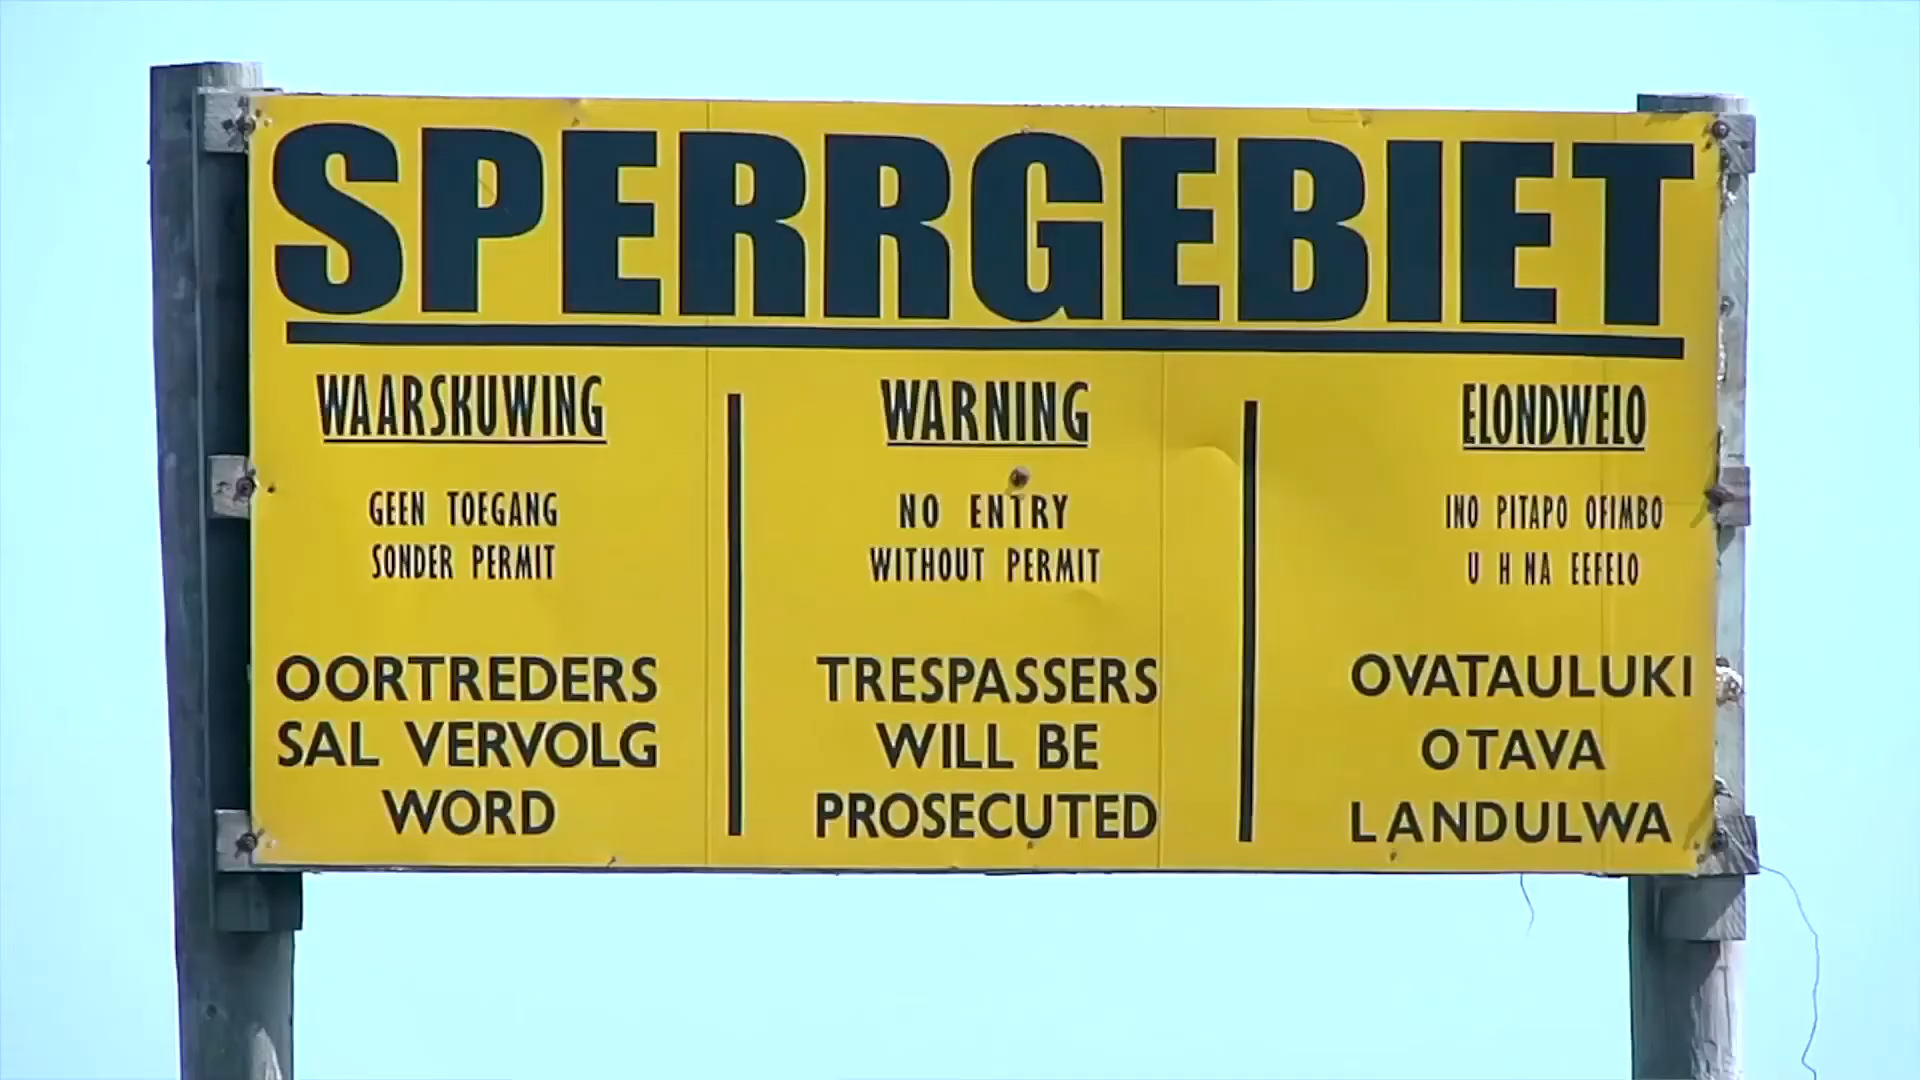 SPERRGEBIET
WAARSKUWING
GEEN TOEGANG
SONDER PERMIT
OORTREDERS
SAL VERVOLG
WORD
WARNING
NO ENTRY
WITHOUT PERMIT
TRESPASSERS
WILL BE
PROSECUTED
ELONDWELO
INO PITAPO OFIMBO
U H NA EEFELO
OVATAULUKI
OTAVA
LANDULWA